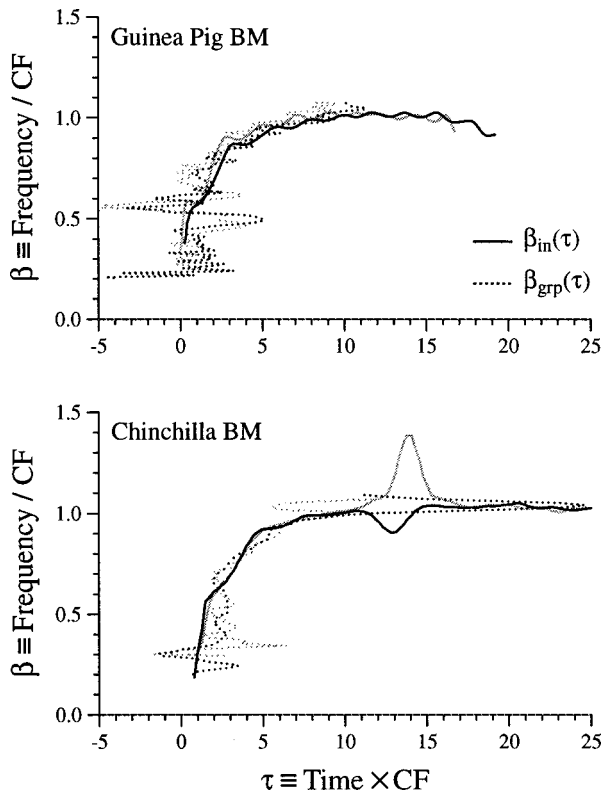 Guinea Pig BM
1.5
1.0
0.5
0.0
β ≡ Frequency / CF
βin(τ)
βgrp(τ)
-5 0 5 10 15 20 25
Chinchilla BM
1.5
1.0
0.5
0.0
β ≡ Frequency / CF
-5 0 5 10 15 20 25
τ ≡ Time × CF